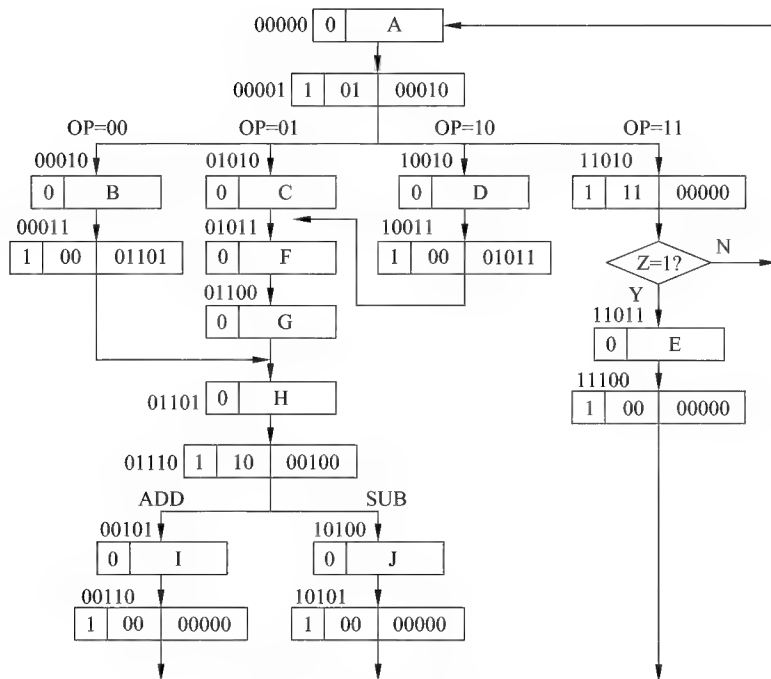 00000 0 A
00001 1 01 00010
OP=00 OP=01 OP=10 OP=11
00010 01010 10010 11010
0 B 0 C 0 D 1 11 00000
00011 01011 10011
1 00 01101 0 F 1 00 01011 Z=1? N
01100 Y
0 G 11011
0 E
11100
01101 0 H 1 00 00000
01110 1 10 00100
ADD SUB
00101 10100
0 I 0 J
00110 10101
1 00 00000 1 00 00000